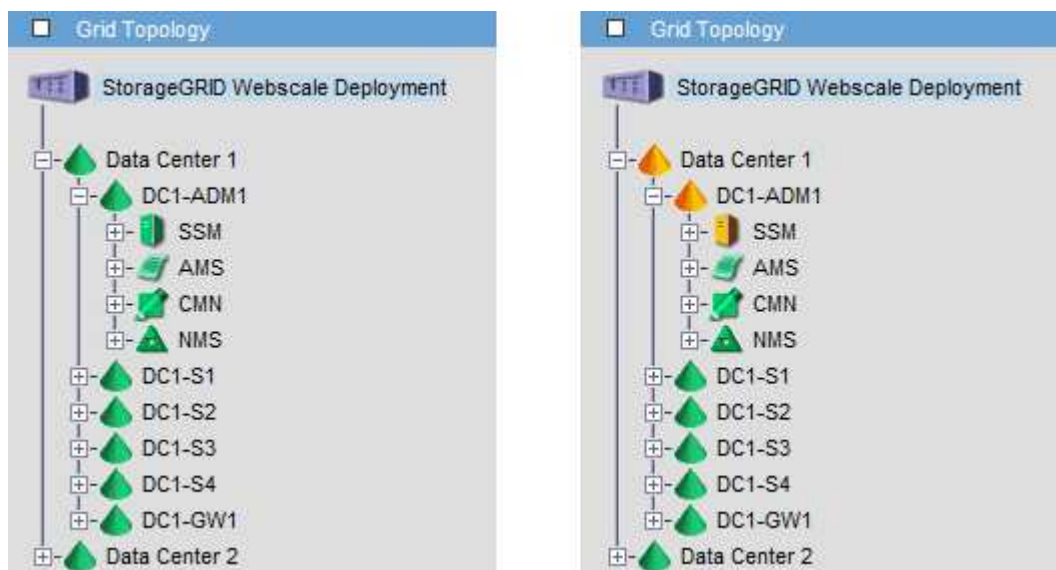 Grid Topology
StorageGRID Webscale Deployment
Data Center 1
DC1-ADM1
SSM
AMS
CMN
NMS
DC1-S1
DC1-S2
DC1-S3
DC1-S4
DC1-GW1
Data Center 2
Grid Topology
StorageGRID Webscale Deployment
Data Center 1
DC1-ADM1
SSM
AMS
CMN
NMS
DC1-S1
DC1-S2
DC1-S3
DC1-S4
DC1-GW1
Data Center 2